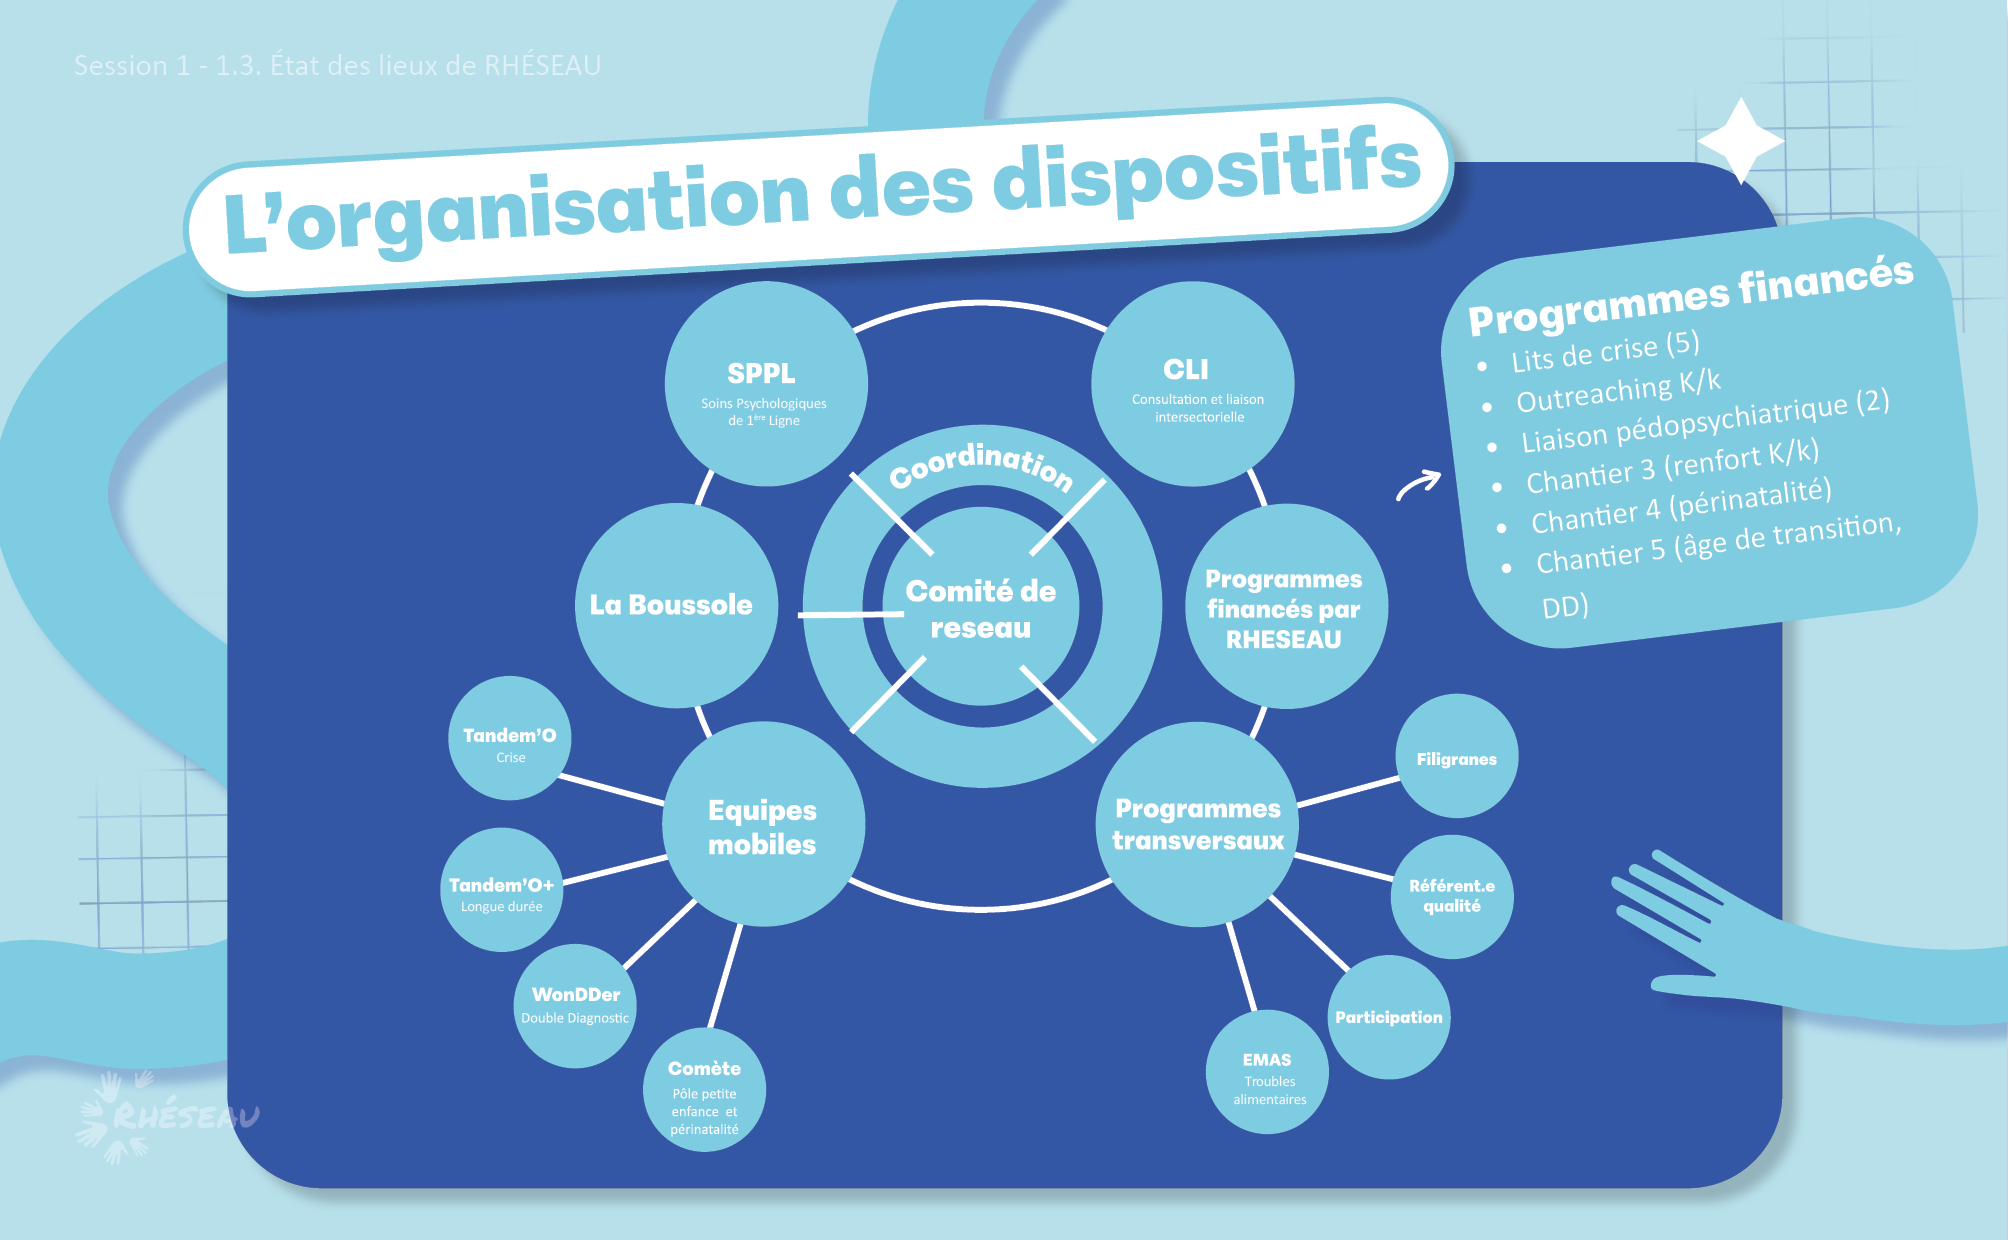 Session 1 - 1.3. État des lieux de RHÉSEAU
L'organisation des dispositifs
SPPL
Soins Psychologiques
de 1ère Ligne
CLI
Consultation et liaison
intersectorielle
Coordination
Comité de
reseau
La Boussole
Programmes
financés par
RHESEAU
Programmes financés
• Lits de crise (5)
• Outreaching K/k
• Liaison pédopsychiatrique (2)
• Chantier 3 (renfort K/k)
• Chantier 4 (périnatalité)
• Chantier 5 (âge de transition,
DD)
Equipes
mobiles
Tandem'O
Crise
Tandem'O+
Longue durée
WonDDer
Double Diagnostic
Comète
Pôle petite
enfance et
périnatalité
Programmes
transversaux
Filigranes
Référent.e
qualité
Participation
EMAS
Troubles
alimentaires
RHÉSEAU